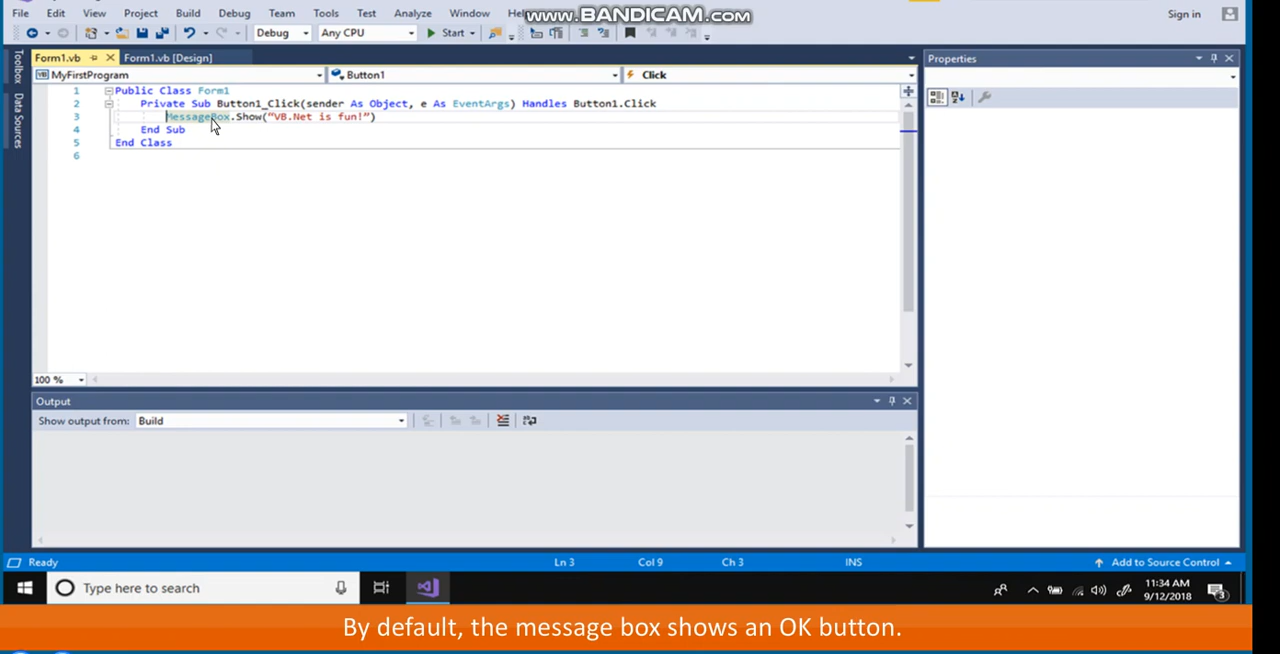 File Edit View Project Build Debug Team Tools Test Analyze Window
WWW.BANDICAM.COM
Sign in
Debug Any CPU Start
Toolbox
Data Sources
Form1.vb Form1.vb [Design]
MyFirstProgram Button1 Click
1 Public Class Form1
2 Private Sub Button1_Click(sender As Object, e As EventArgs) Handles Button1.Click
3 MessageBox.Show(“VB.Net is fun!”)
4 End Sub
5 End Class
6
100 %
Properties
Output
Show output from: Build
Ready Ln 3 Col 9 Ch 3 INS Add to Source Control
Type here to search
11:34 AM
9/12/2018
3
By default, the message box shows an OK button.